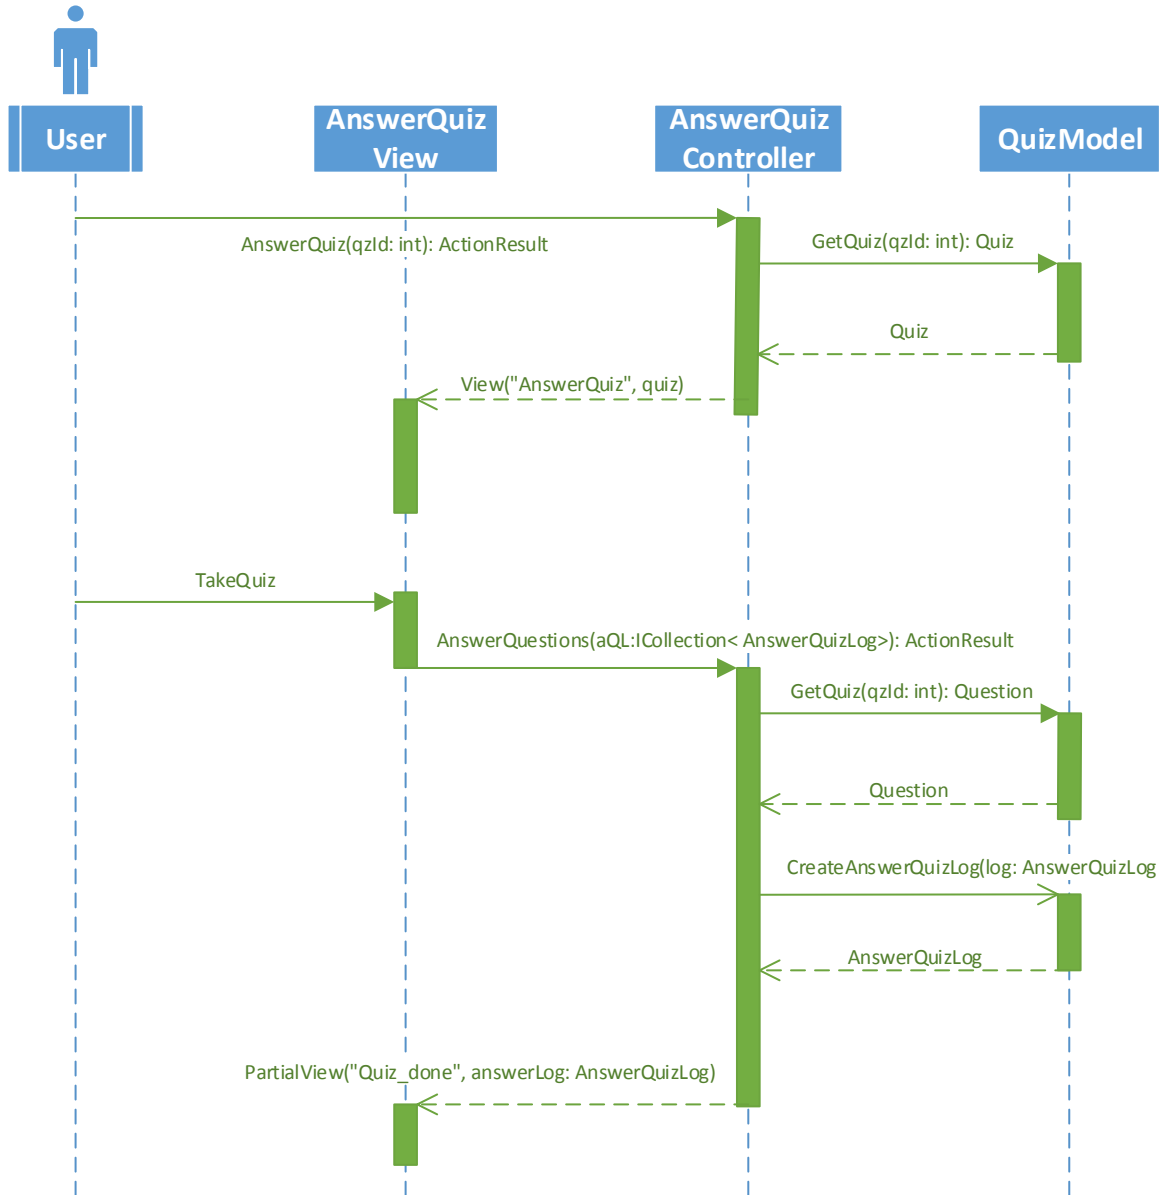 User
AnswerQuiz
View
AnswerQuiz
Controller
QuizModel
AnswerQuiz(qzId: int): ActionResult
GetQuiz(qzId: int): Quiz
Quiz
View("AnswerQuiz", quiz)
TakeQuiz
AnswerQuestions(aQL:ICollection< AnswerQuizLog>): ActionResult
GetQuiz(qzId: int): Question
Question
CreateAnswerQuizLog(log: AnswerQuizLog
AnswerQuizLog
PartialView("Quiz_done", answerLog: AnswerQuizLog)